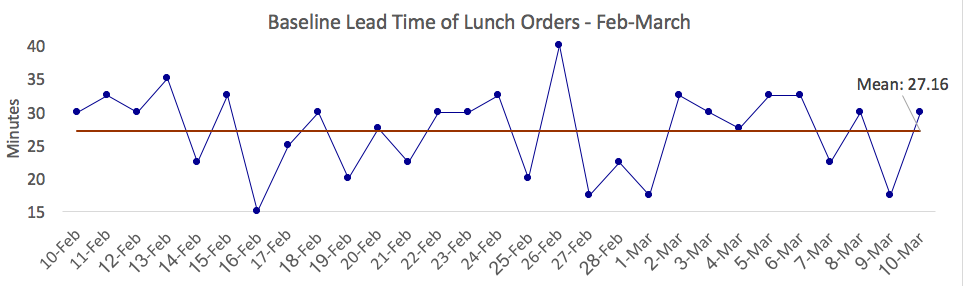 Baseline Lead Time of Lunch Orders - Feb-March
Minutes
40
35
30
25
20
15
Mean: 27.16
10-Feb
11-Feb
12-Feb
13-Feb
14-Feb
15-Feb
16-Feb
17-Feb
18-Feb
19-Feb
20-Feb
21-Feb
22-Feb
23-Feb
24-Feb
25-Feb
26-Feb
27-Feb
28-Feb
1-Mar
2-Mar
3-Mar
4-Mar
5-Mar
6-Mar
7-Mar
8-Mar
9-Mar
10-Mar